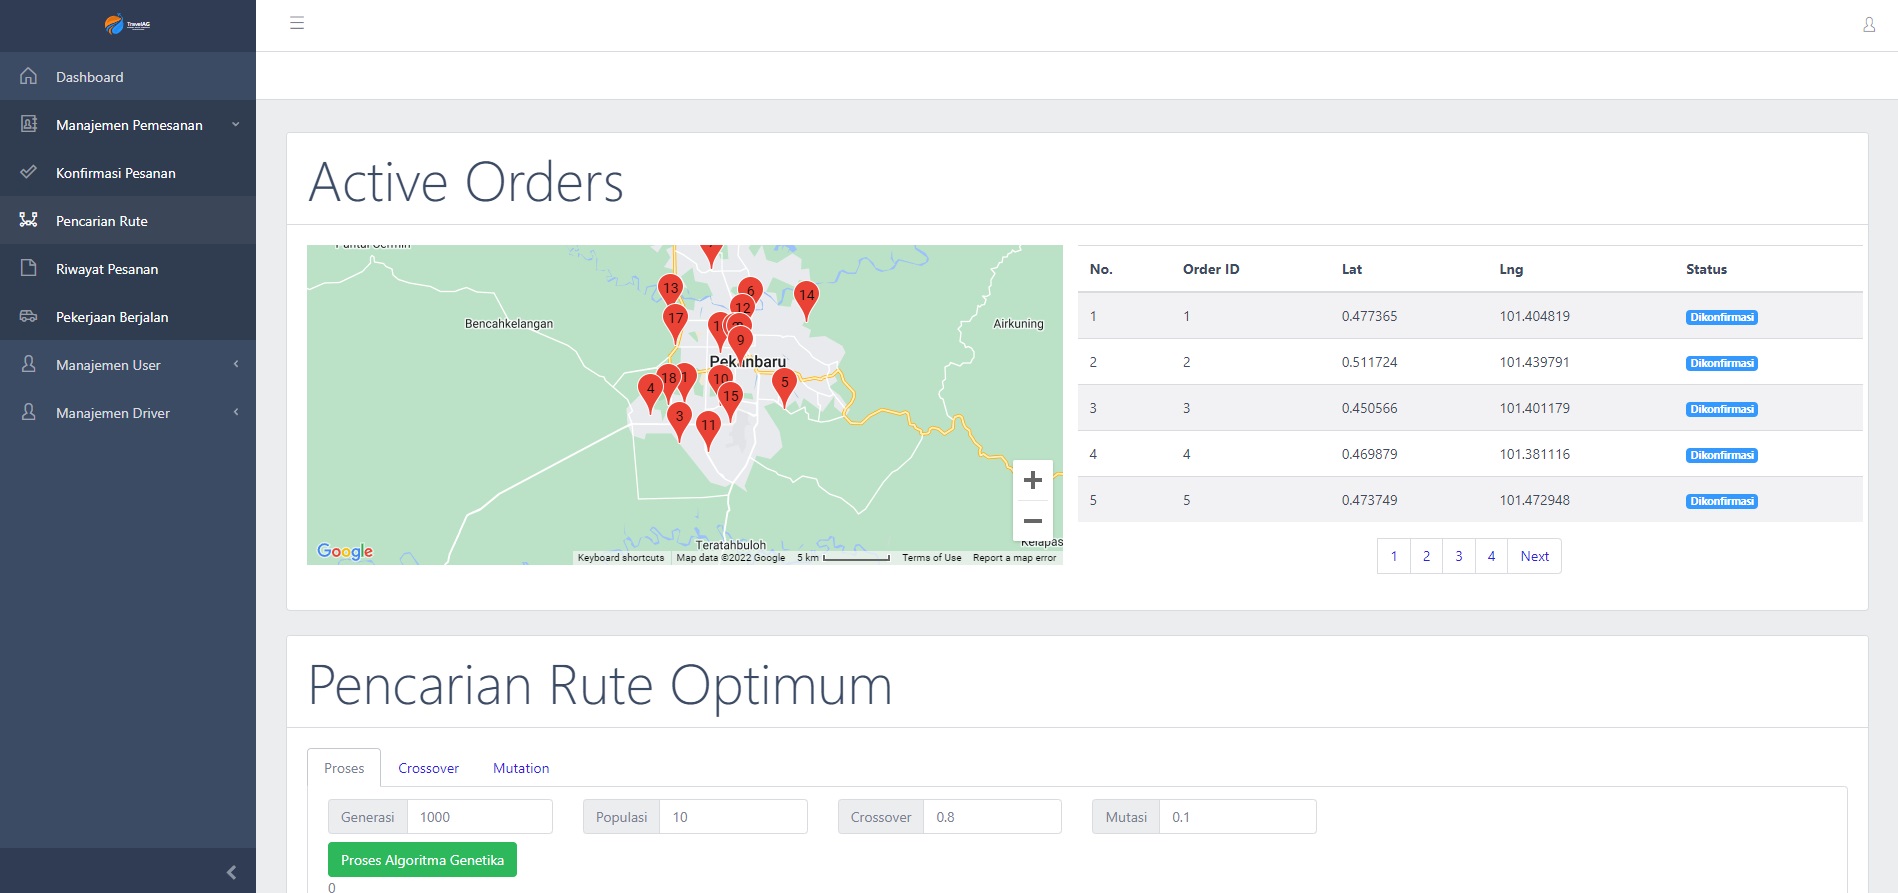 TravelAG
Dashboard
Manajemen Pemesanan
Konfirmasi Pesanan
Pencarian Rute
Riwayat Pesanan
Pekerjaan Berjalan
Manajemen User
Manajemen Driver
Active Orders
Bencahkelangan
Airkuning
Pekanbaru
Teratahbuloh
13
6
14
12
17
9
18
1
10
4
15
5
3
11
Google
Keyboard shortcuts
Map data ©2022 Google
5 km
Terms of Use
Report a map error
No. Order ID Lat Lng Status
1 1 0.477365 101.404819 Dikonfirmasi
2 2 0.511724 101.439791 Dikonfirmasi
3 3 0.450566 101.401179 Dikonfirmasi
4 4 0.469879 101.381116 Dikonfirmasi
5 5 0.473749 101.472948 Dikonfirmasi
1 2 3 4 Next
Pencarian Rute Optimum
Proses Crossover Mutation
Generasi 1000 Populasi 10 Crossover 0.8 Mutasi 0.1
Proses Algoritma Genetika
0